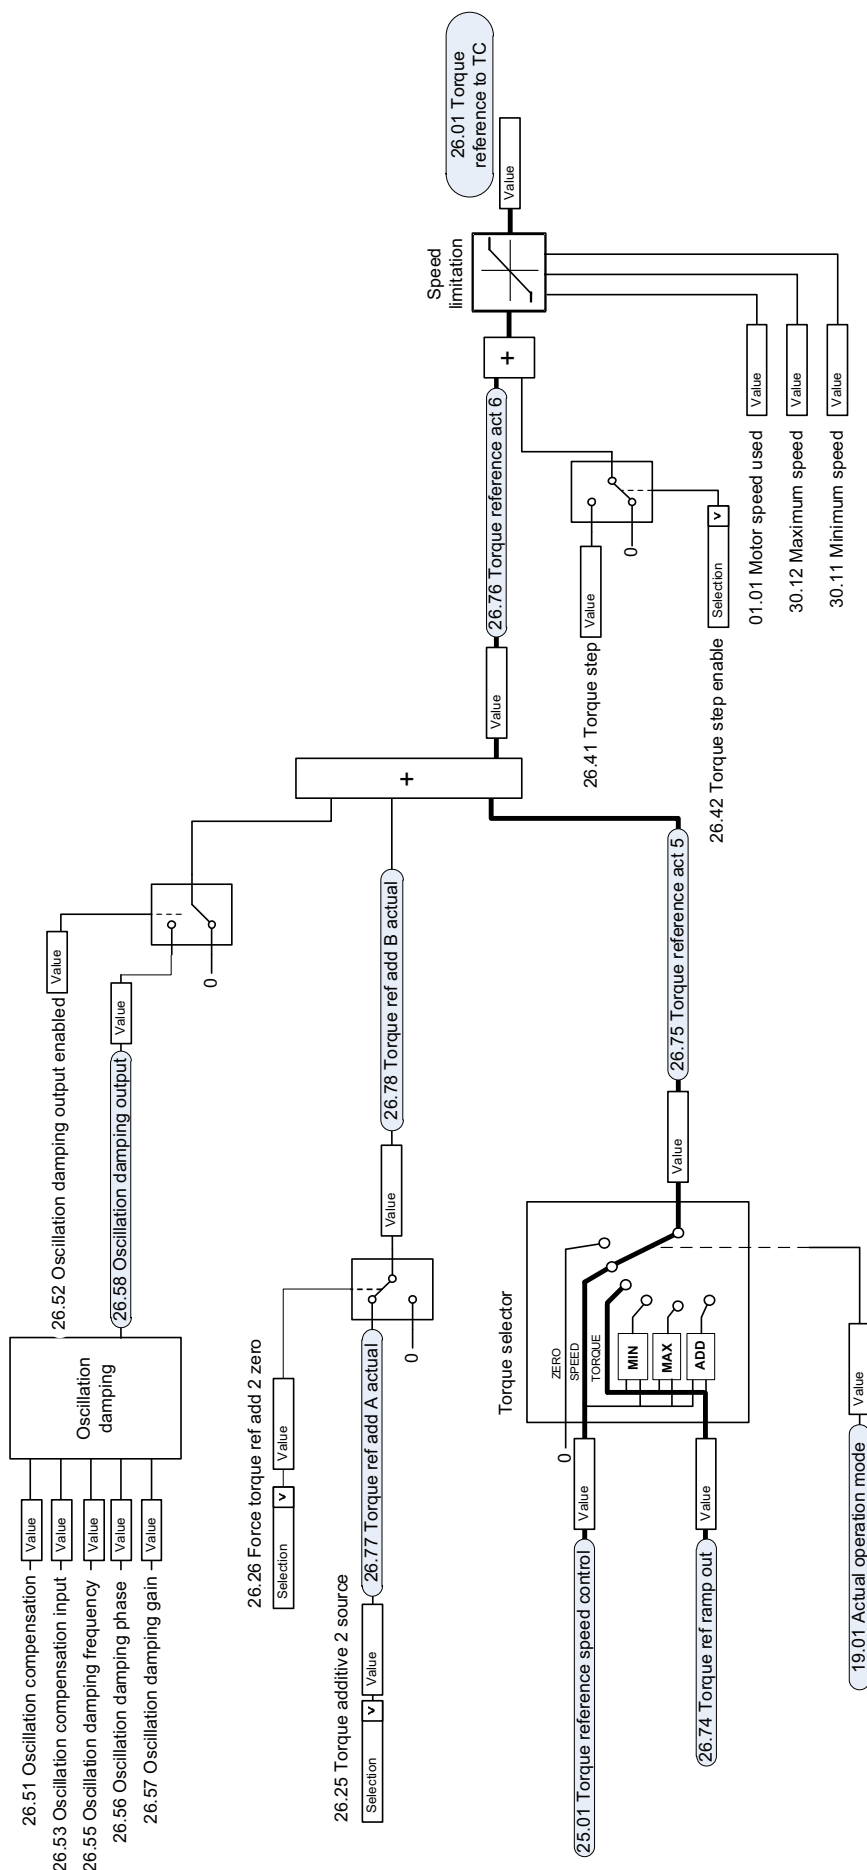 26.51 Oscillation compensation
Value
26.53 Oscillation compensation input
Value
26.55 Oscillation damping frequency
Value
26.56 Oscillation damping phase
Value
26.57 Oscillation damping gain
Value
Oscillation
damping
26.52 Oscillation damping output enabled
Value
26.58 Oscillation damping output
Value
0
26.26 Force torque ref add 2 zero
Selection
v
Value
26.25 Torque additive 2 source
Selection
v
Value
26.77 Torque ref add A actual
0
Value
26.78 Torque ref add B actual
+
Torque selector
0
ZERO
SPEED
TORQUE
MIN
MAX
ADD
25.01 Torque reference speed control
Value
26.74 Torque ref ramp out
Value
19.01 Actual operation mode
Value
Value
26.75 Torque reference act 5
Value
26.76 Torque reference act 6
+
26.41 Torque step
Value
0
26.42 Torque step enable
Selection
v
Speed
limitation
01.01 Motor speed used
Value
30.12 Maximum speed
Value
30.11 Minimum speed
Value
Value
26.01 Torque
reference to TC